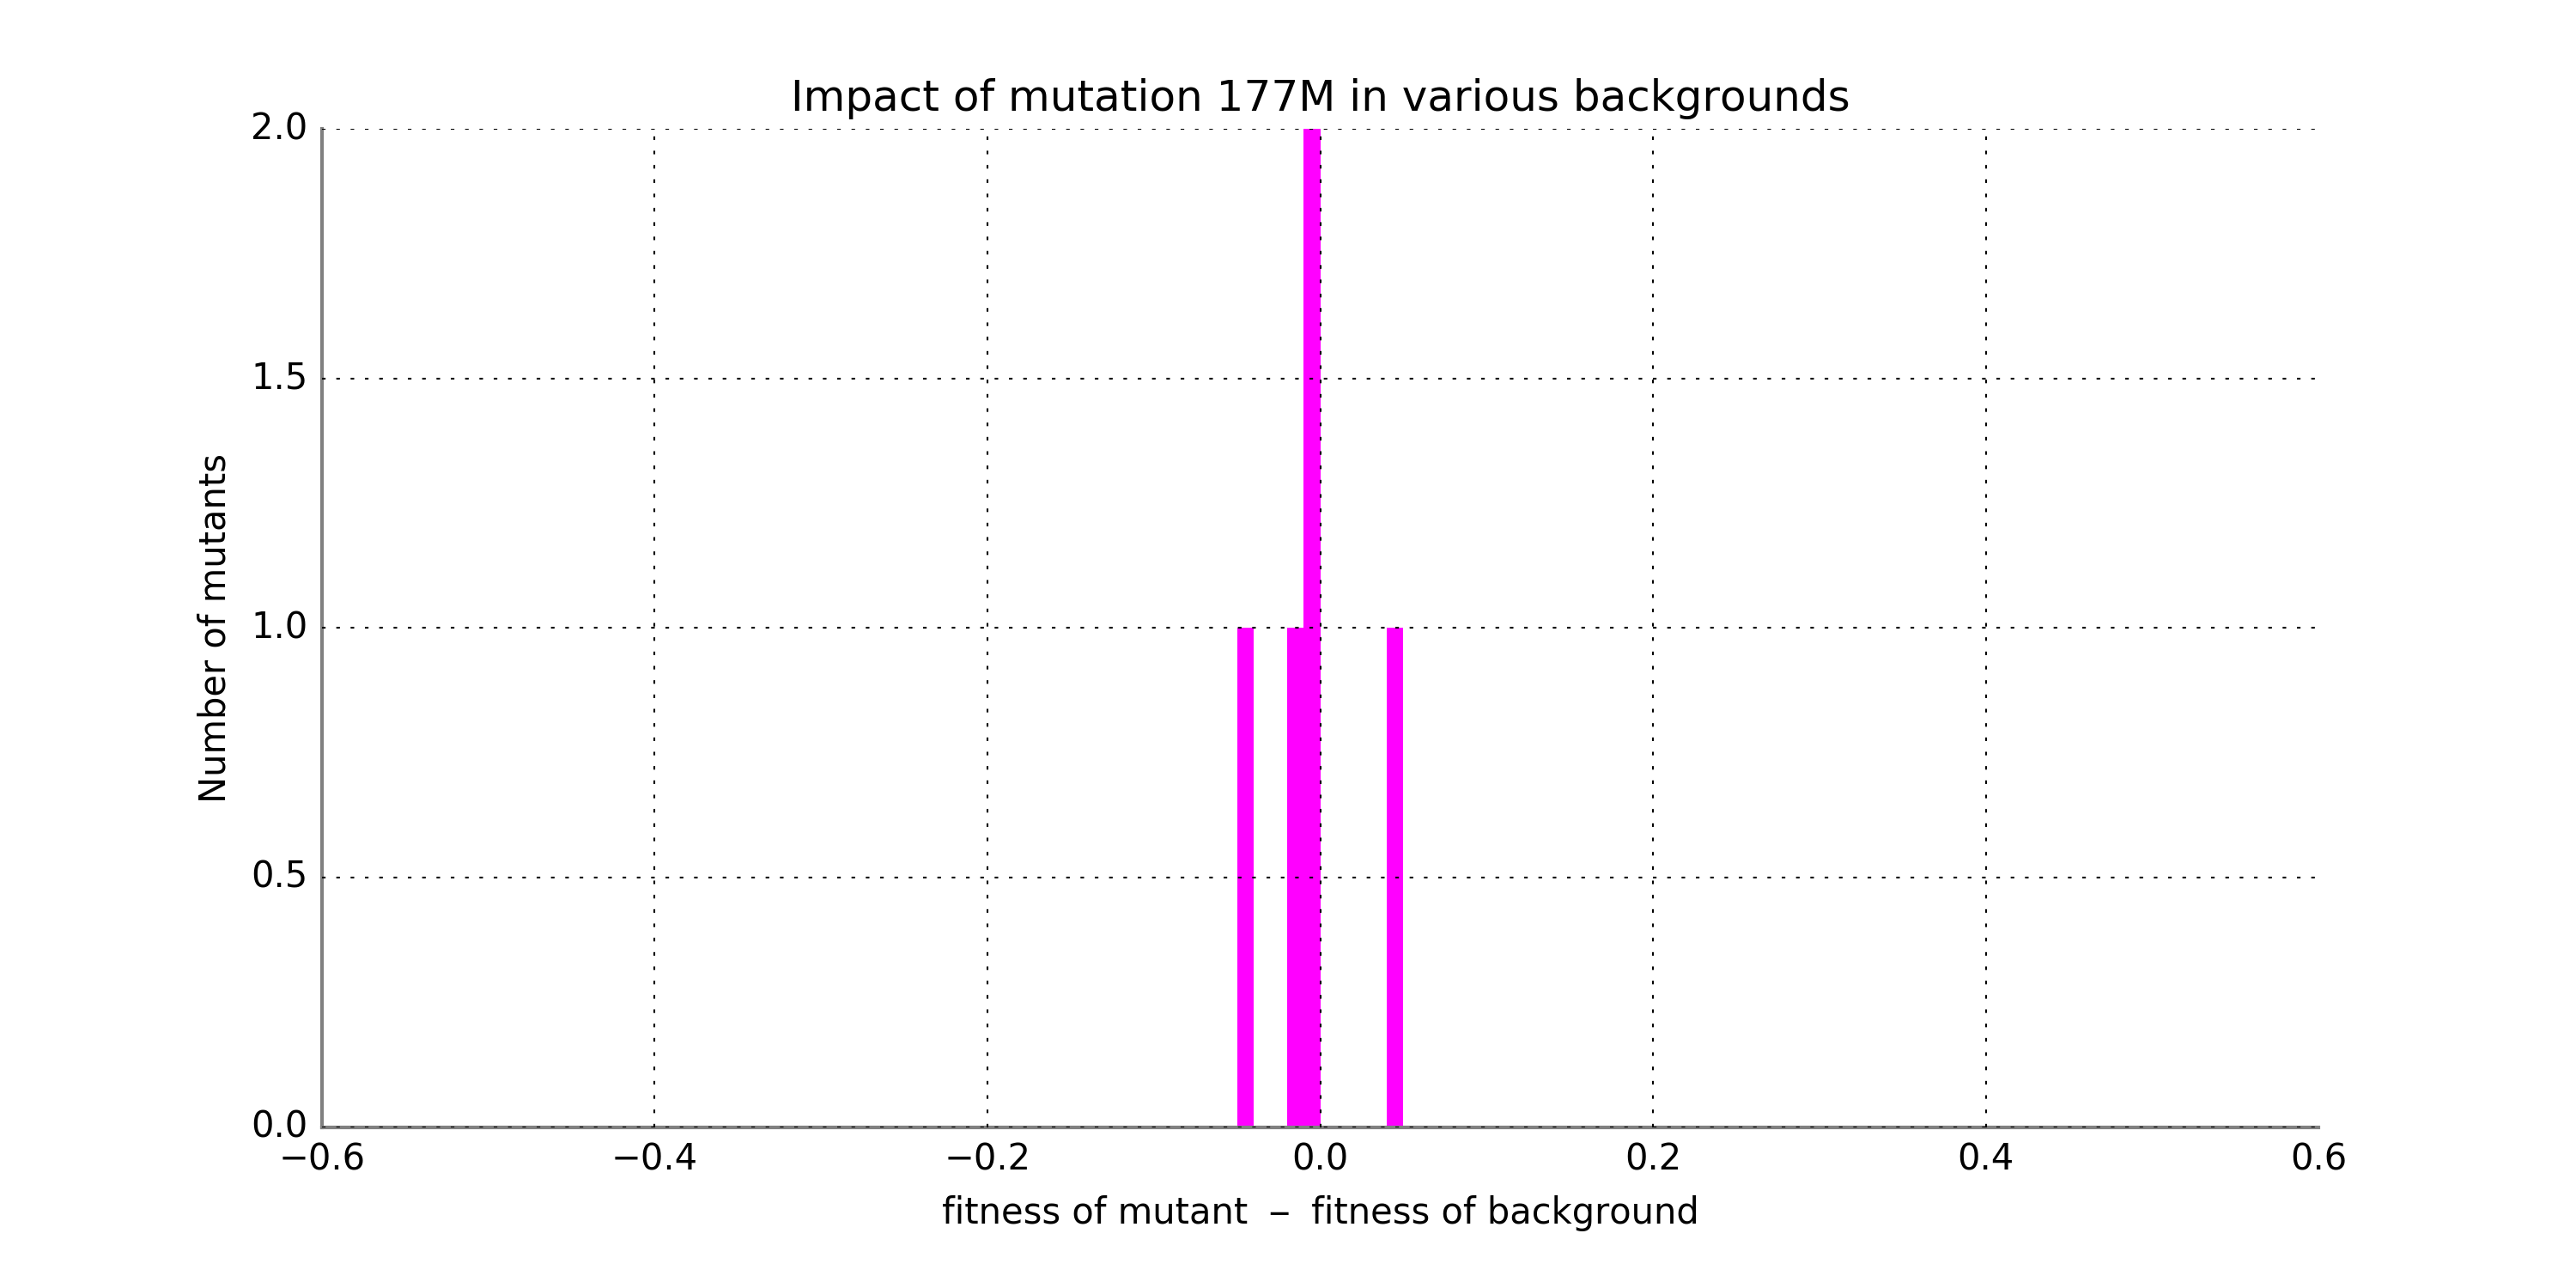 Impact of mutation 177M in various backgrounds
2.0
1.5
1.0
0.5
0.0
Number of mutants
−0.6 −0.4 −0.2 0.0 0.2 0.4 0.6
fitness of mutant − fitness of background